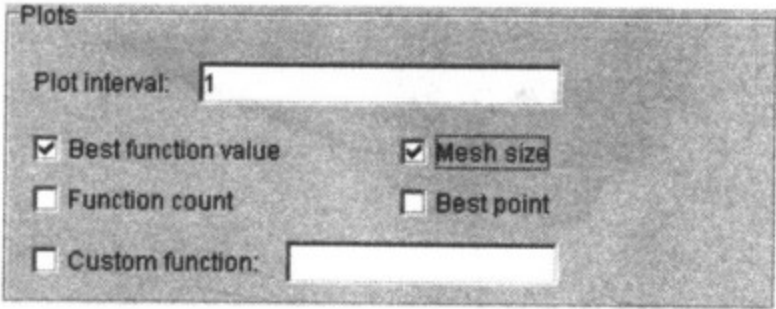 Plots
Plot interval: 1
Best function value
Mesh size
Function count
Best point
Custom function: